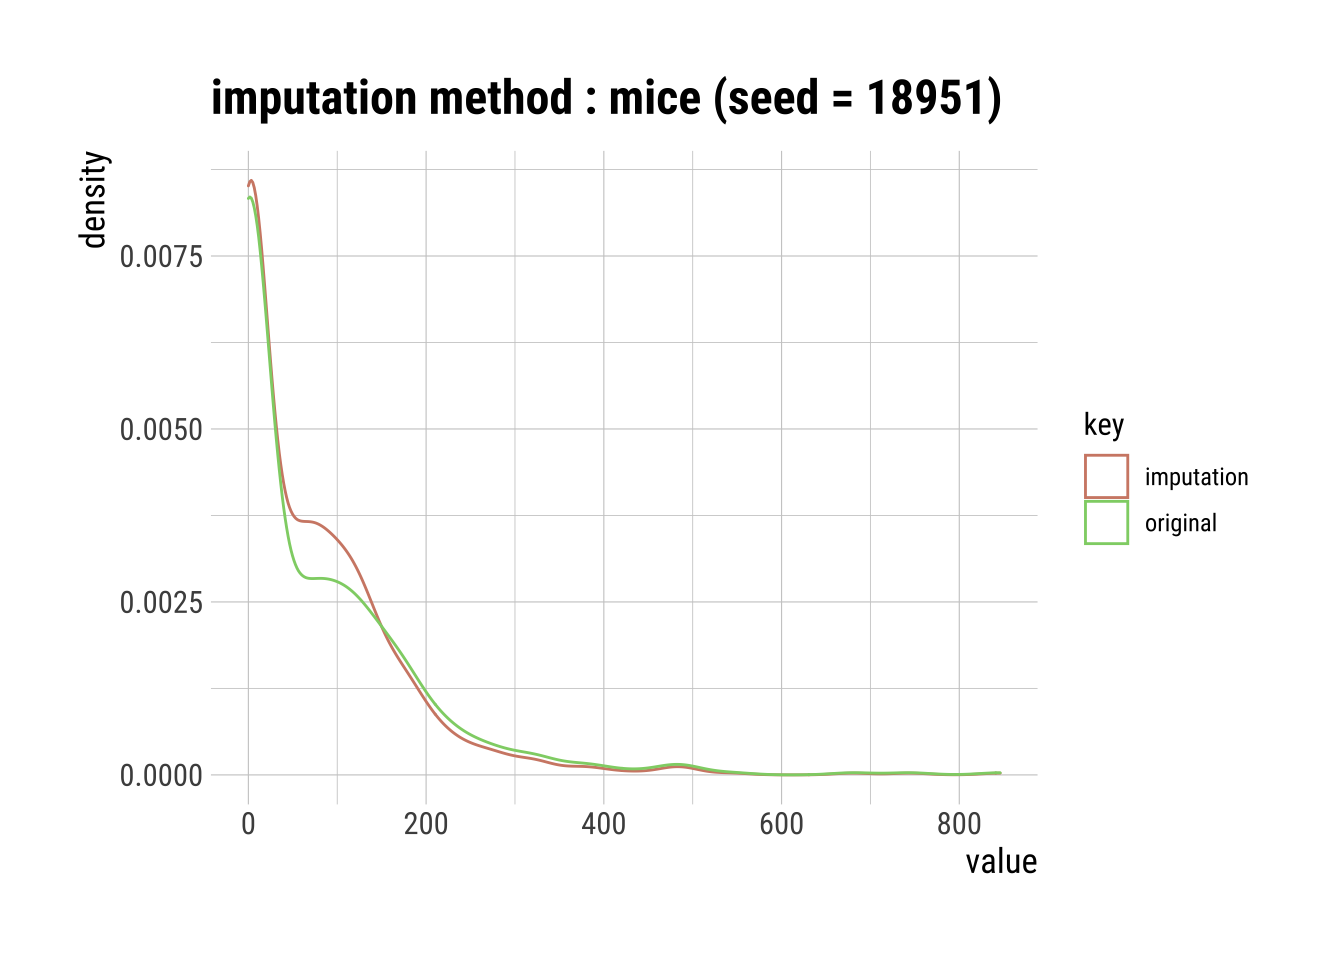 imputation method : mice (seed = 18951)
density
0.0075
0.0050
0.0025
0.0000
0 200 400 600 800
value
key
imputation
original